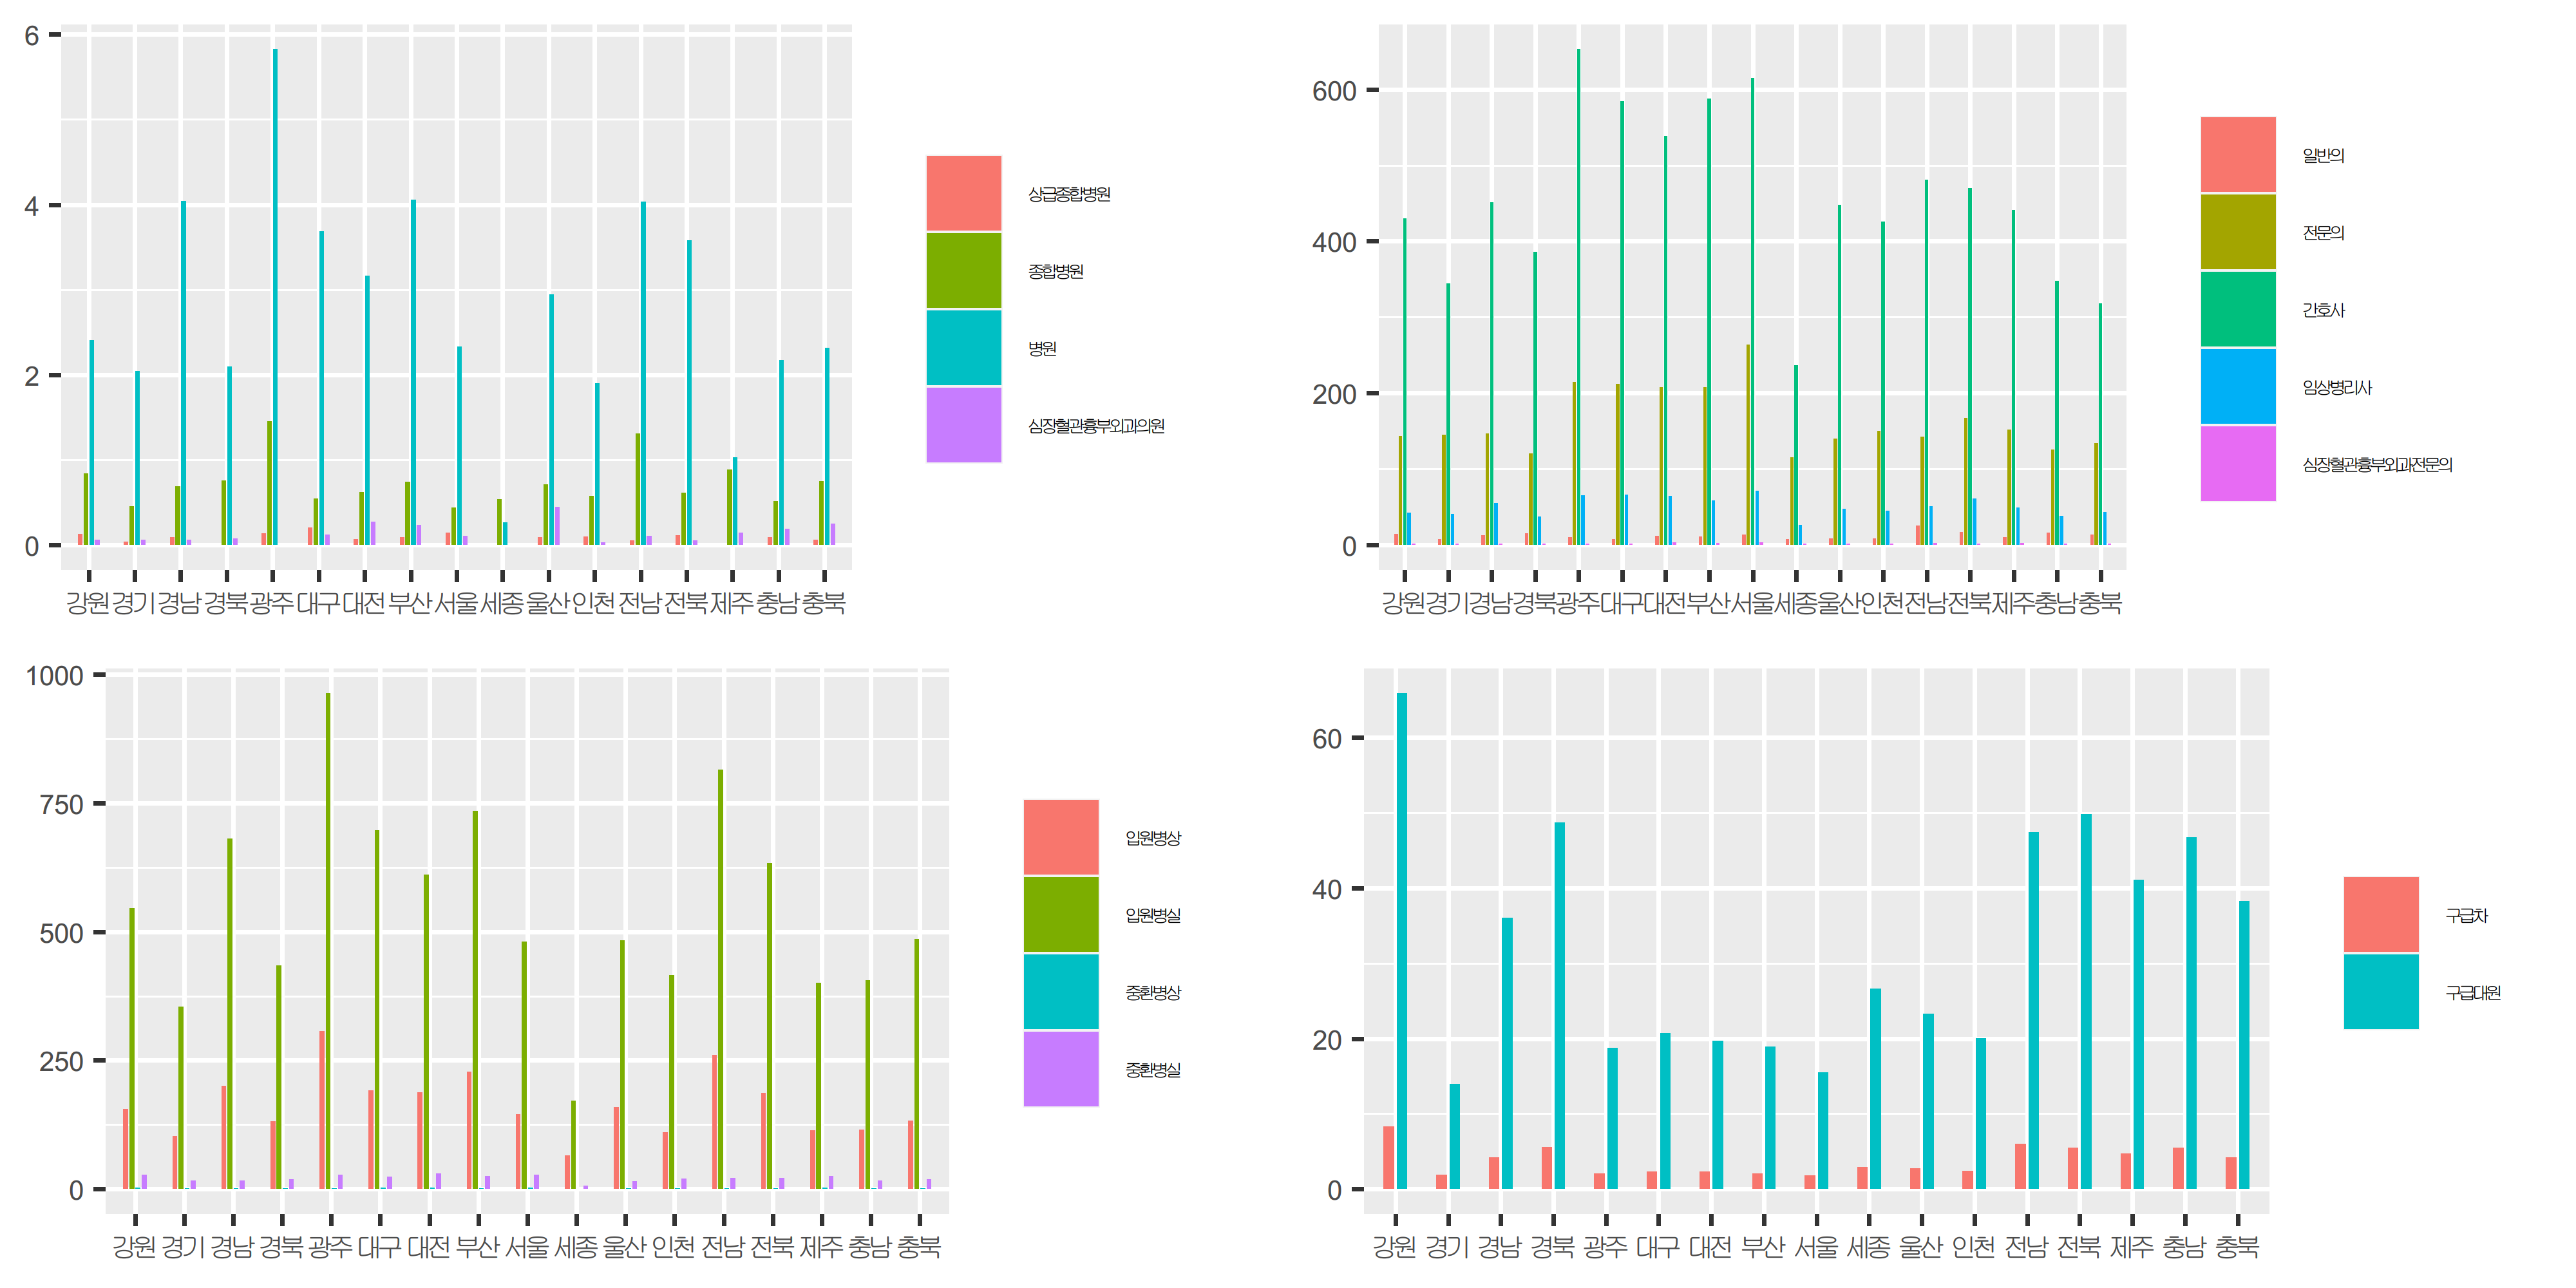 6
4
2
0
강원 경기 경남 경북 광주 대구 대전 부산 서울 세종 울산 인천 전남 전북 제주 충남 충북
상급종합병원
종합병원
병원
심장혈관흉부외과의원
600
400
200
0
강원 경기 경남 경북 광주 대구 대전 부산 서울 세종 울산 인천 전남 전북 제주 충남 충북
일반의
전문의
간호사
임상병리사
심장혈관흉부외과전문의
1000
750
500
250
0
강원 경기 경남 경북 광주 대구 대전 부산 서울 세종 울산 인천 전남 전북 제주 충남 충북
입원병상
입원병실
중환병상
중환병실
60
40
20
0
강원 경기 경남 경북 광주 대구 대전 부산 서울 세종 울산 인천 전남 전북 제주 충남 충북
구급차
구급대원